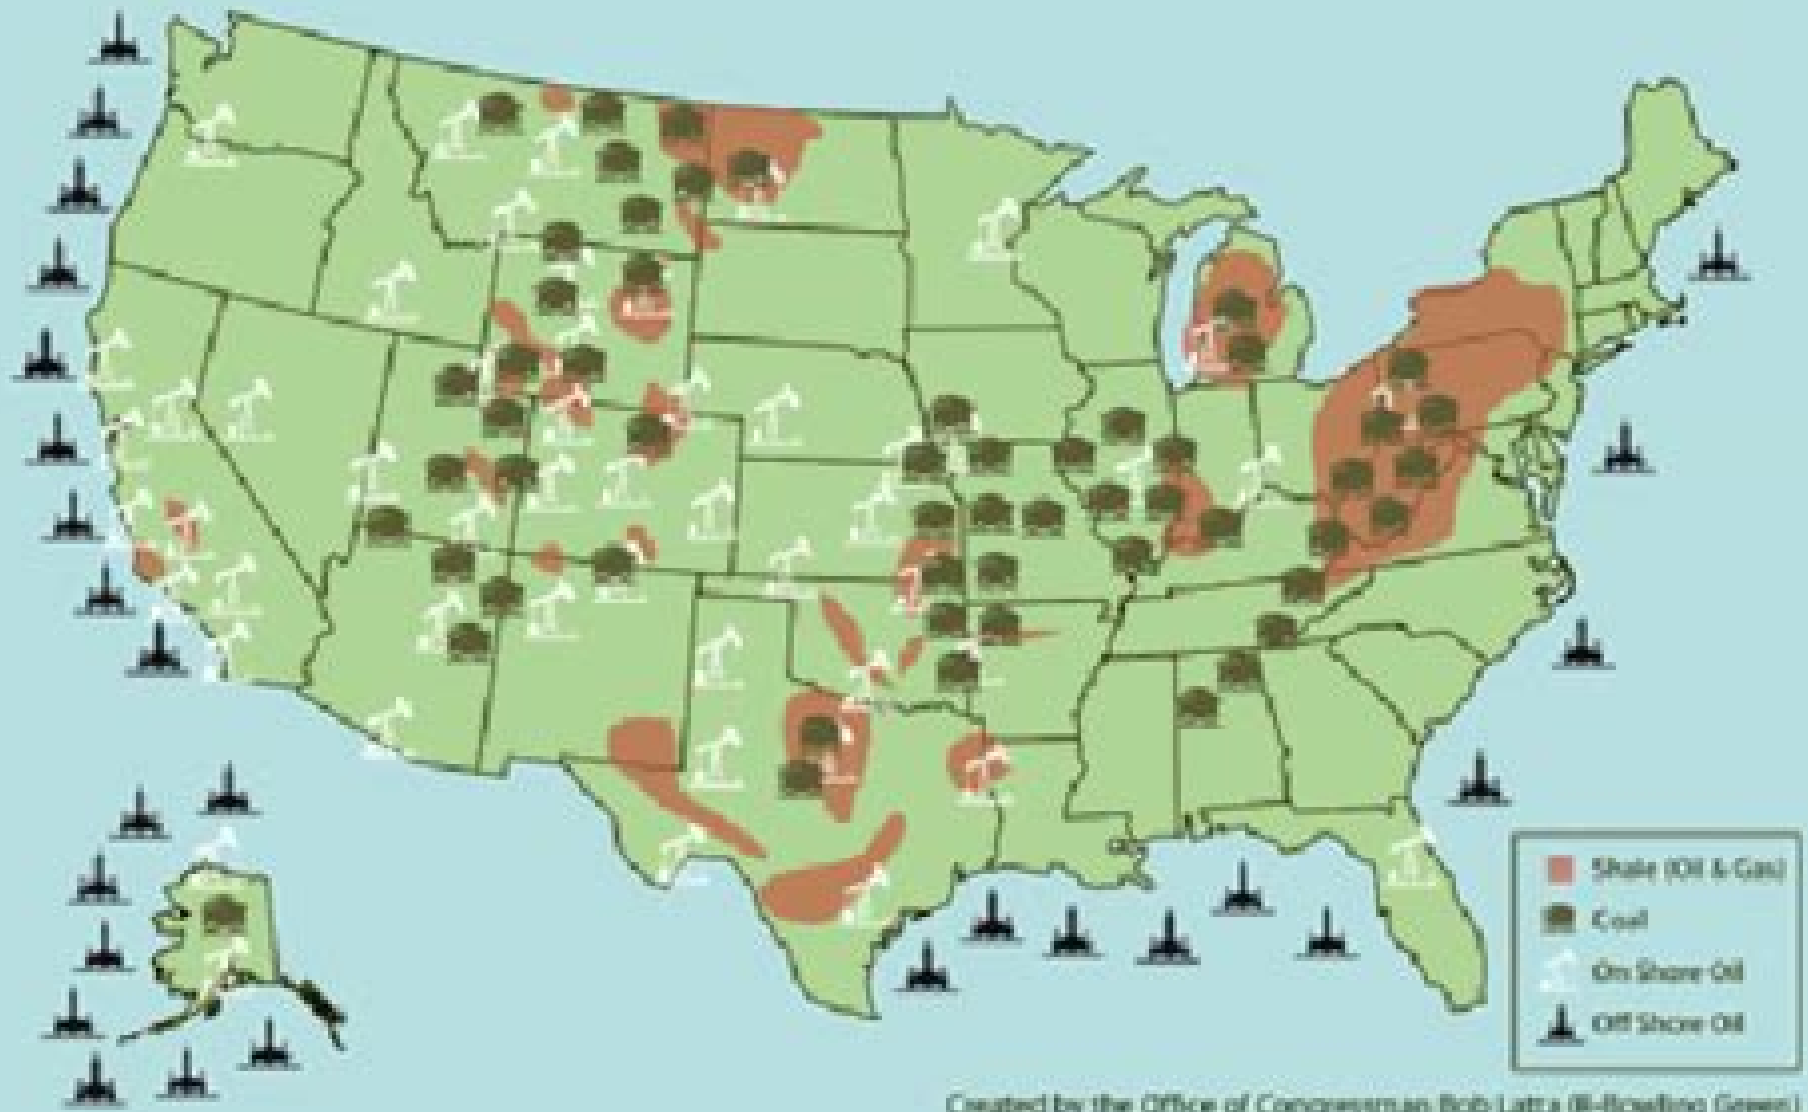 Shale (Oil & Gas)
Coal
On Shore Oil
Off Shore Oil
Created by the Office of Congressman Bob Latta (R-Bowling Green)